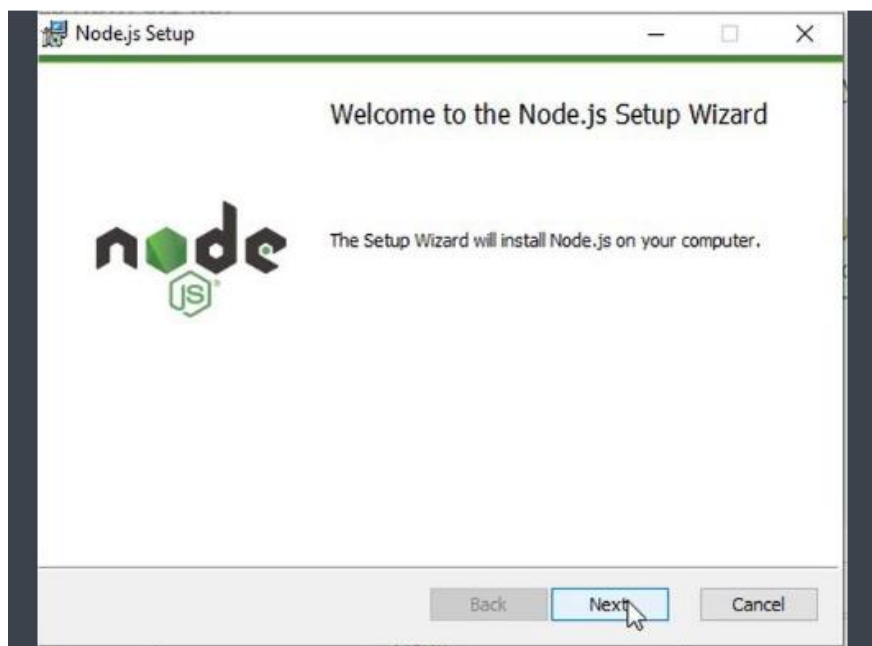 Node.js Setup
Welcome to the Node.js Setup Wizard
node
JS
The Setup Wizard will install Node.js on your computer.
Back
Next
Cancel